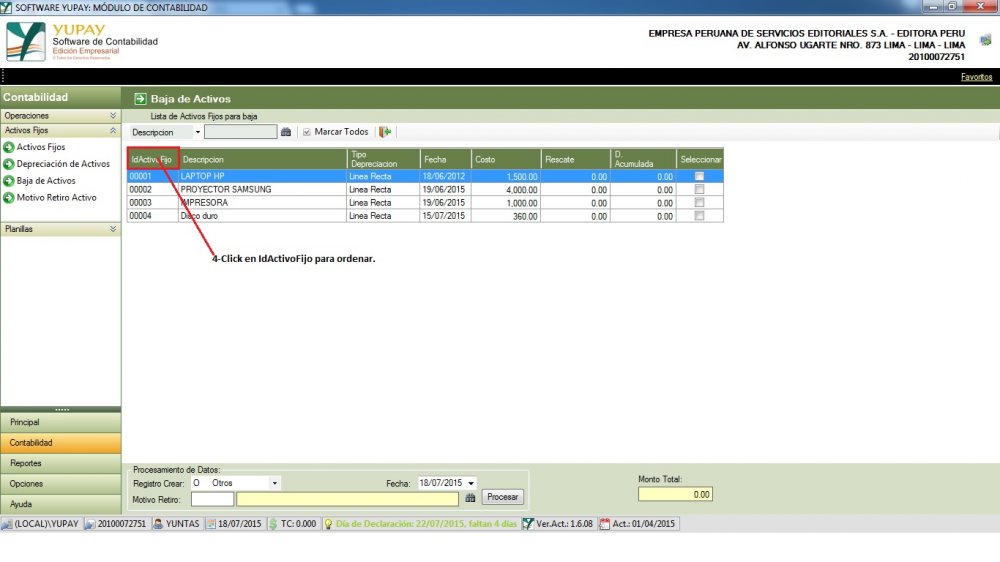 SOFTWARE YUPAY: MÓDULO DE CONTABILIDAD
YUPAY
Software de Contabilidad
Edición Empresarial
© Todos los Derechos Reservados
EMPRESA PERUANA DE SERVICIOS EDITORIALES S.A. - EDITORA PERU
AV. ALFONSO UGARTE NRO. 873 LIMA - LIMA - LIMA
20100072751
Favoritos
Contabilidad
Baja de Activos
Operaciones
Lista de Activos Fijos para baja
Activos Fijos
Descripcion
Marcar Todos
Activos Fijos
Depreciación de Activos
Baja de Activos
Motivo Retiro Activo
Planillas
IdActivoFijo Descripcion Tipo Depreciacion Fecha Costo Rescate D. Acumulada Seleccionar
00001 LAPTOP HP Linea Recta 18/06/2012 1,500.00 0.00 0.00
00002 PROYECTOR SAMSUNG Linea Recta 19/06/2015 4,000.00 0.00 0.00
00003 IMPRESORA Linea Recta 19/06/2015 1,000.00 0.00 0.00
00004 Disco duro Linea Recta 15/07/2015 360.00 0.00 0.00
4-Click en IdActivoFijo para ordenar.
Principal
Contabilidad
Reportes
Opciones
Ayuda
Procesamiento de Datos:
Registro Crear: O Otros Fecha: 18/07/2015
Motivo Retiro: Procesar
Monto Total:
0.00
(LOCAL)\YUPAY 20100072751 YUNTAS 18/07/2015 TC: 0.000 Día de Declaración: 22/07/2015, faltan 4 días Ver.Act.: 1.6.08 Act.: 01/04/2015